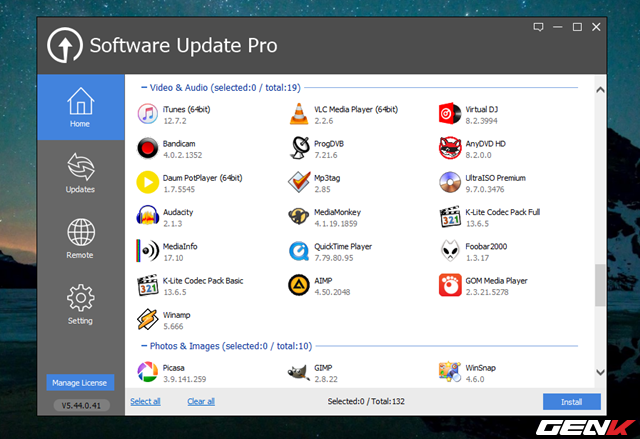 Software Update Pro
Home
Updates
Remote
Setting
Manage License
V5.44.0.41
Video & Audio (selected:0 / total:19)
iTunes (64bit)
12.7.2
VLC Media Player (64bit)
2.2.6
Virtual DJ
8.2.3994
Bandicam
4.0.2.1352
ProgDVB
7.21.6
AnyDVD HD
8.2.0.0
Daum PotPlayer (64bit)
1.7.5545
Mp3tag
2.85
UltraISO Premium
9.7.0.3476
Audacity
2.1.3
MediaMonkey
4.1.19.1859
321
K-Lite Codec Pack Full
13.6.5
MediaInfo
17.10
QuickTime Player
7.79.80.95
Foobar2000
1.3.17
321
K-Lite Codec Pack Basic
13.6.5
AIMP
4.50.2048
GOM Media Player
2.3.21.5278
Winamp
5.666
Photos & Images (selected:0 / total:10)
Picasa
3.9.141.259
GIMP
2.8.22
WinSnap
4.6.0
Select all
Clear all
Selected:0 / Total:132
Install
GENK